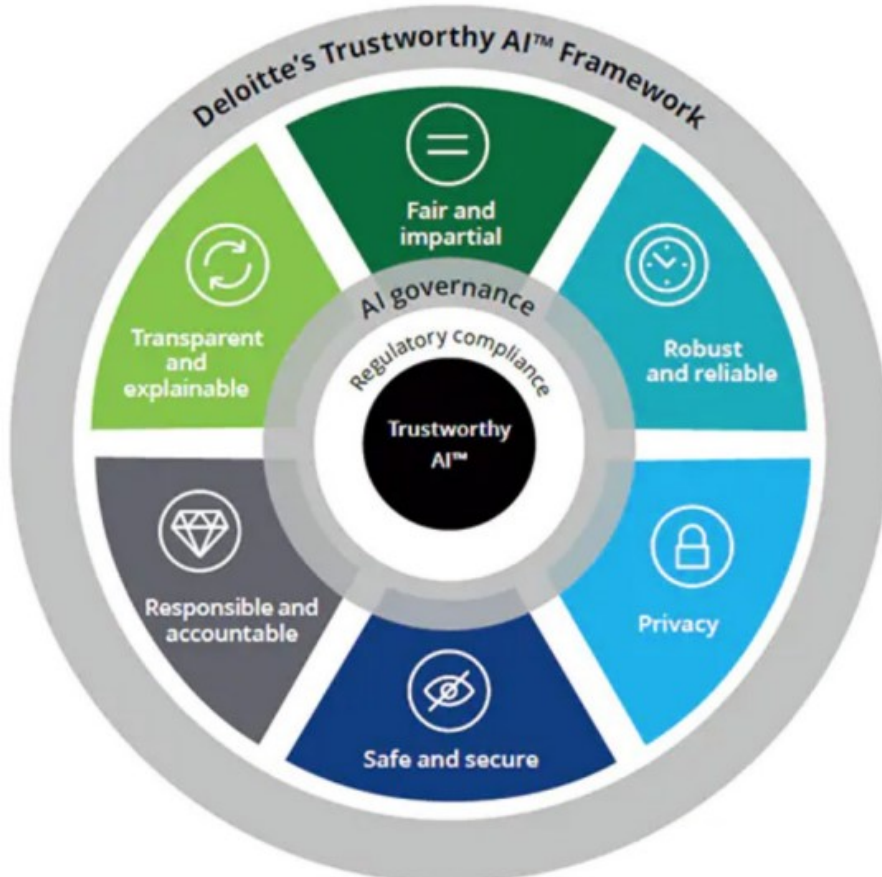 Deloitte's Trustworthy AI™ Framework
Fair and
impartial
Robust
and reliable
Privacy
Safe and secure
Responsible and
accountable
Transparent
and
explainable
AI governance
Regulatory compliance
Trustworthy
AI™